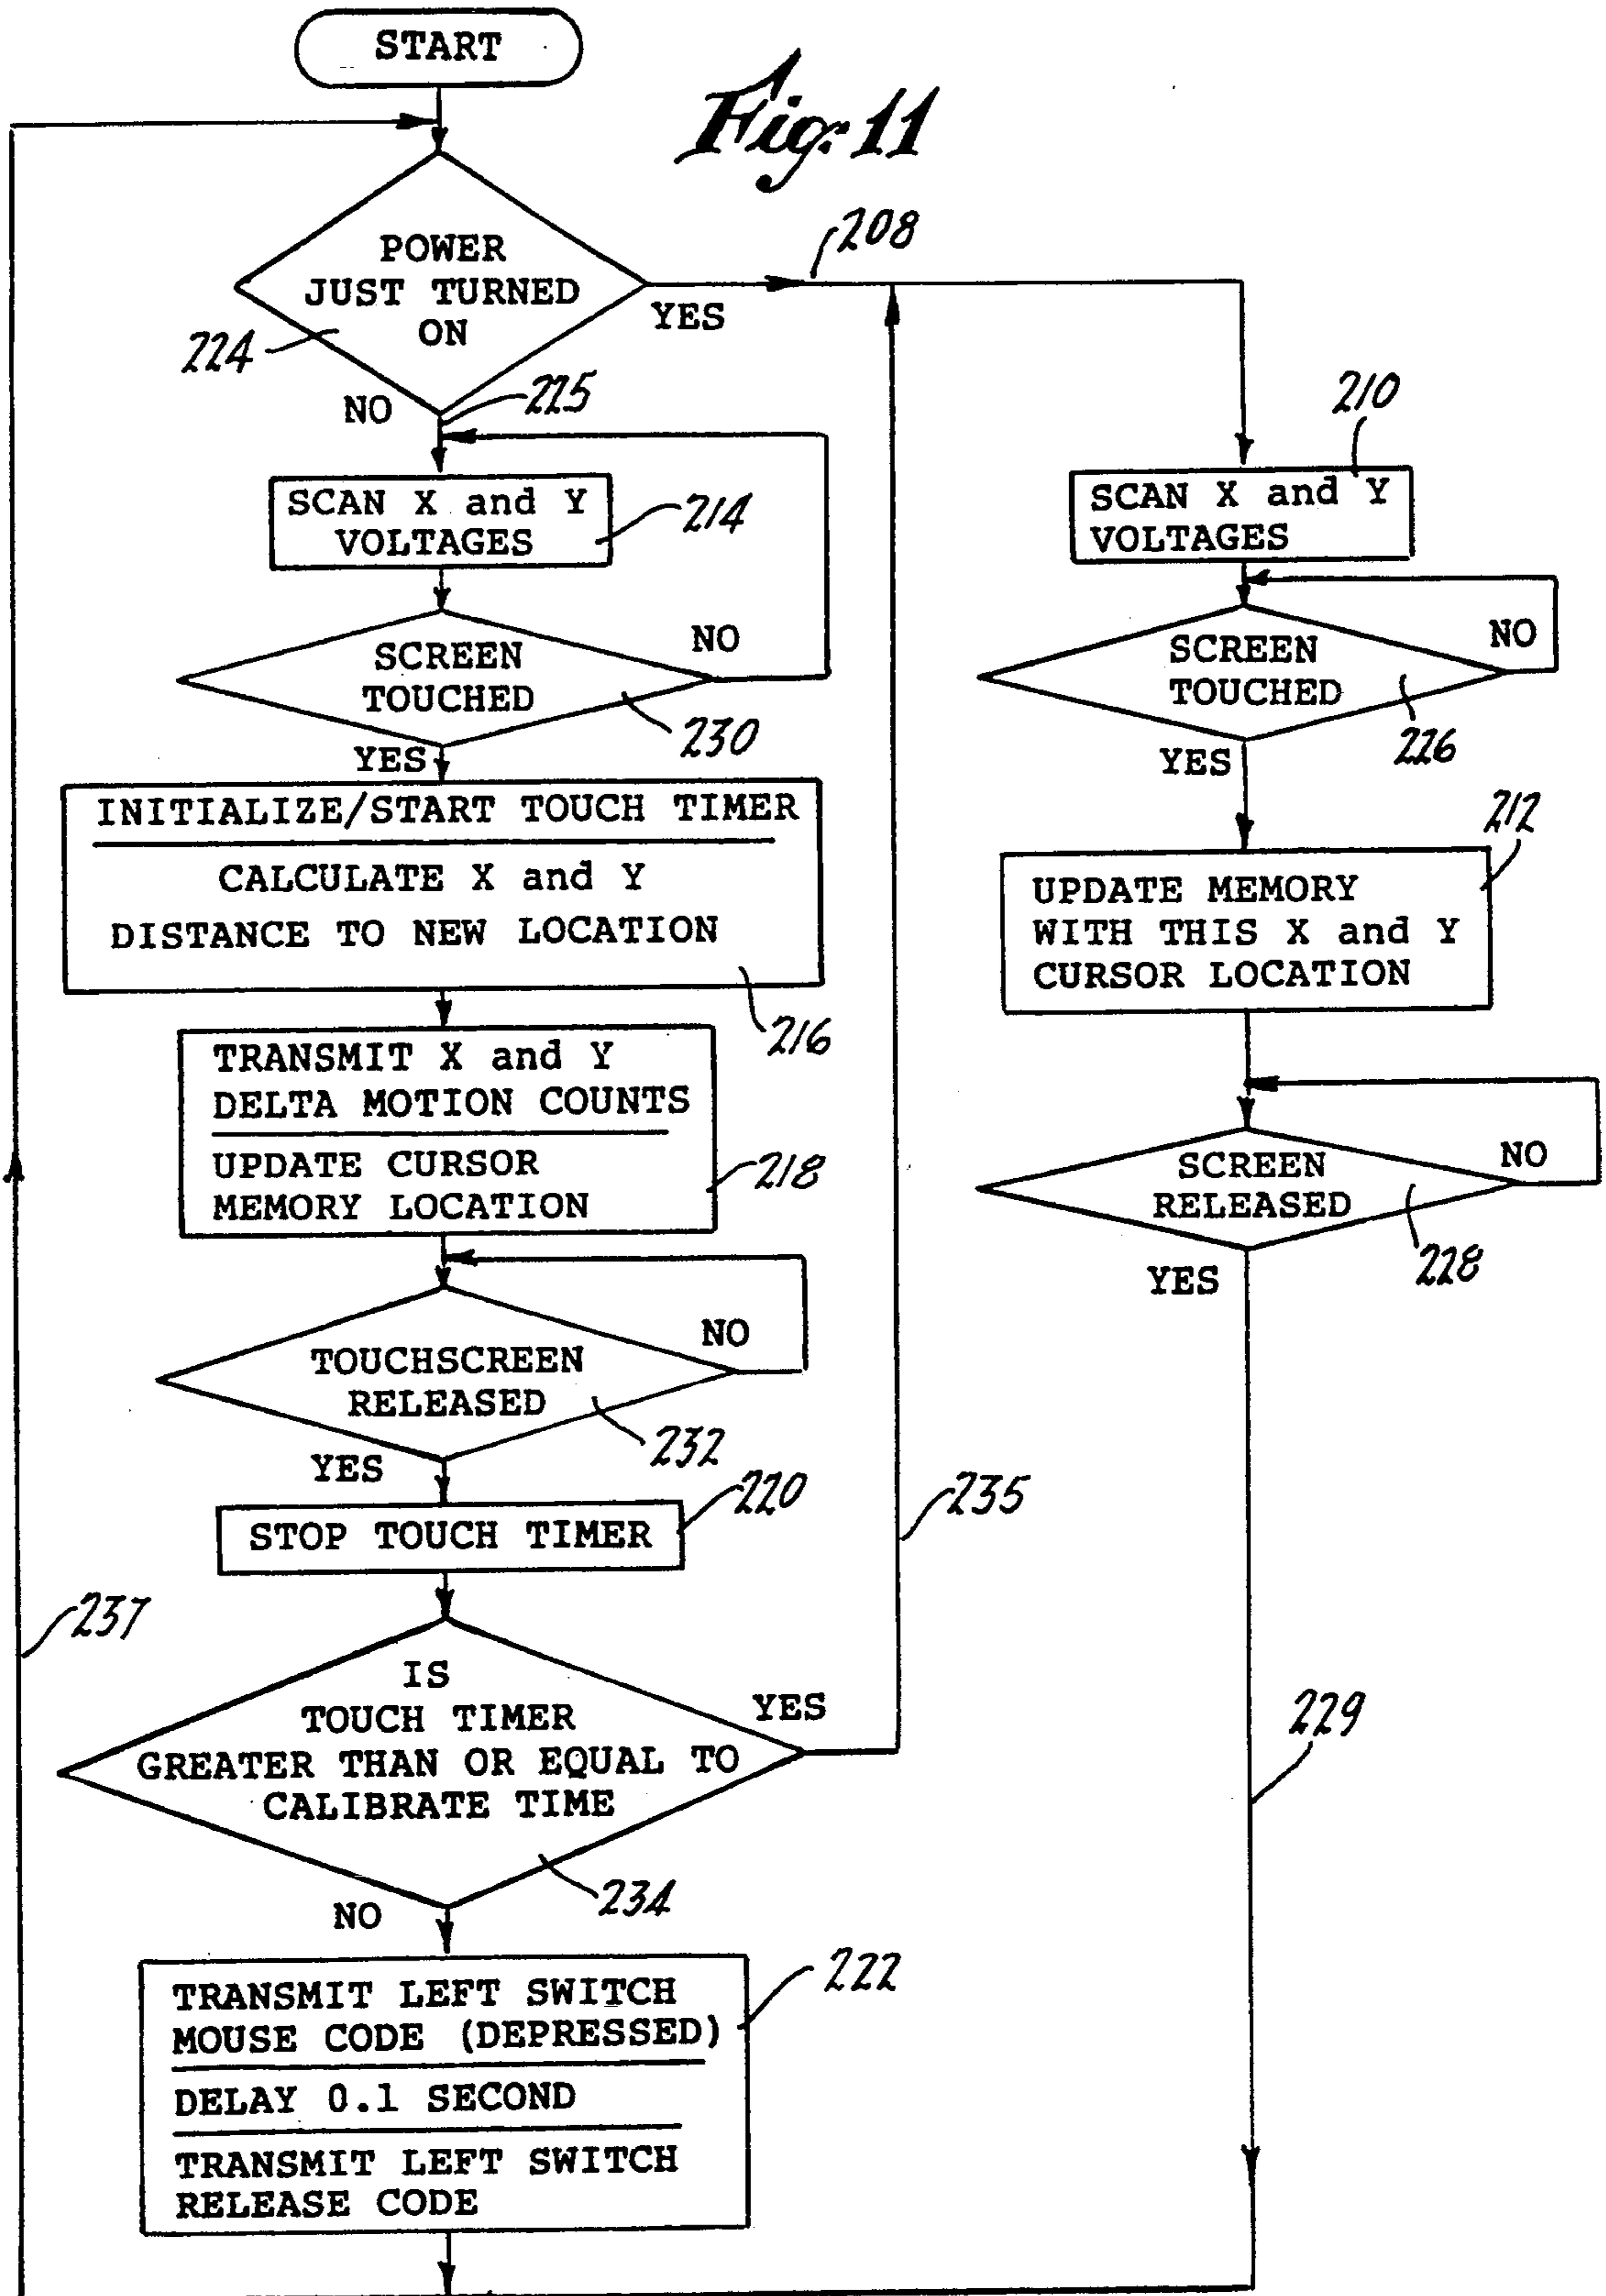 START
Fig. 11
POWER
JUST TURNED
ON
224
YES
208
NO
225
SCAN X and Y
VOLTAGES
214
SCREEN
TOUCHED
NO
230
YES
INITIALIZE/START TOUCH TIMER
CALCULATE X and Y
DISTANCE TO NEW LOCATION
216
TRANSMIT X and Y
DELTA MOTION COUNTS
UPDATE CURSOR
MEMORY LOCATION
218
TOUCHSCREEN
RELEASED
NO
232
YES
STOP TOUCH TIMER
220
235
237
IS
TOUCH TIMER
GREATER THAN OR EQUAL TO
CALIBRATE TIME
YES
234
NO
TRANSMIT LEFT SWITCH
MOUSE CODE (DEPRESSED)
DELAY 0.1 SECOND
TRANSMIT LEFT SWITCH
RELEASE CODE
222
210
SCAN X and Y
VOLTAGES
SCREEN
TOUCHED
NO
226
YES
212
UPDATE MEMORY
WITH THIS X and Y
CURSOR LOCATION
SCREEN
RELEASED
NO
228
YES
229